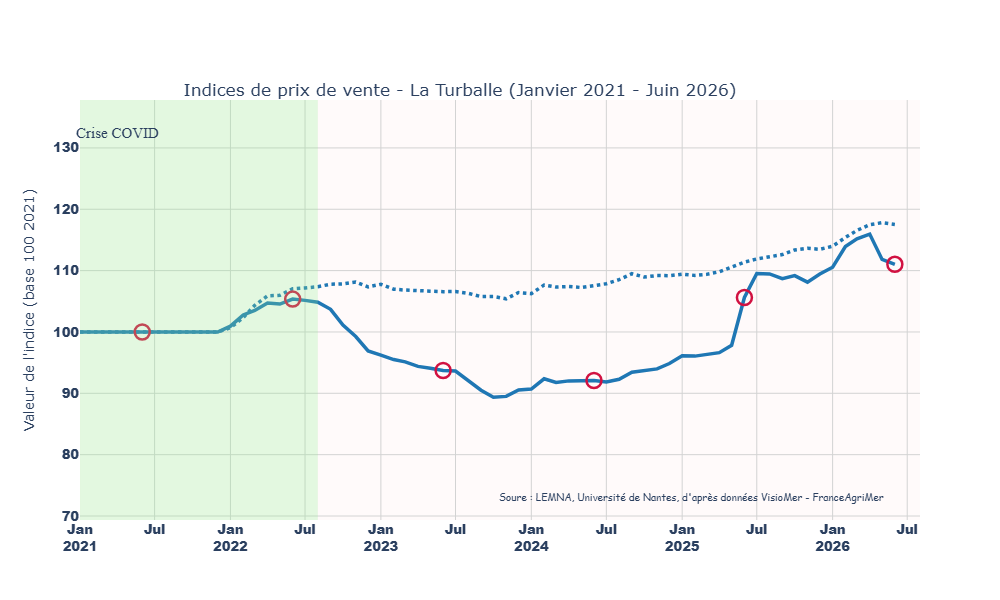 Indices de prix de vente - La Turballe (Janvier 2021 - Juin 2026)
Crise COVID
Valeur de l'indice (base 100 2021)
130
120
110
100
90
80
70
Soure : LEMNA, Université de Nantes, d'après données VisioMer - FranceAgriMer
Jan Jul Jan Jul Jan Jul Jan Jul Jan Jul Jan Jul
2021 2022 2023 2024 2025 2026